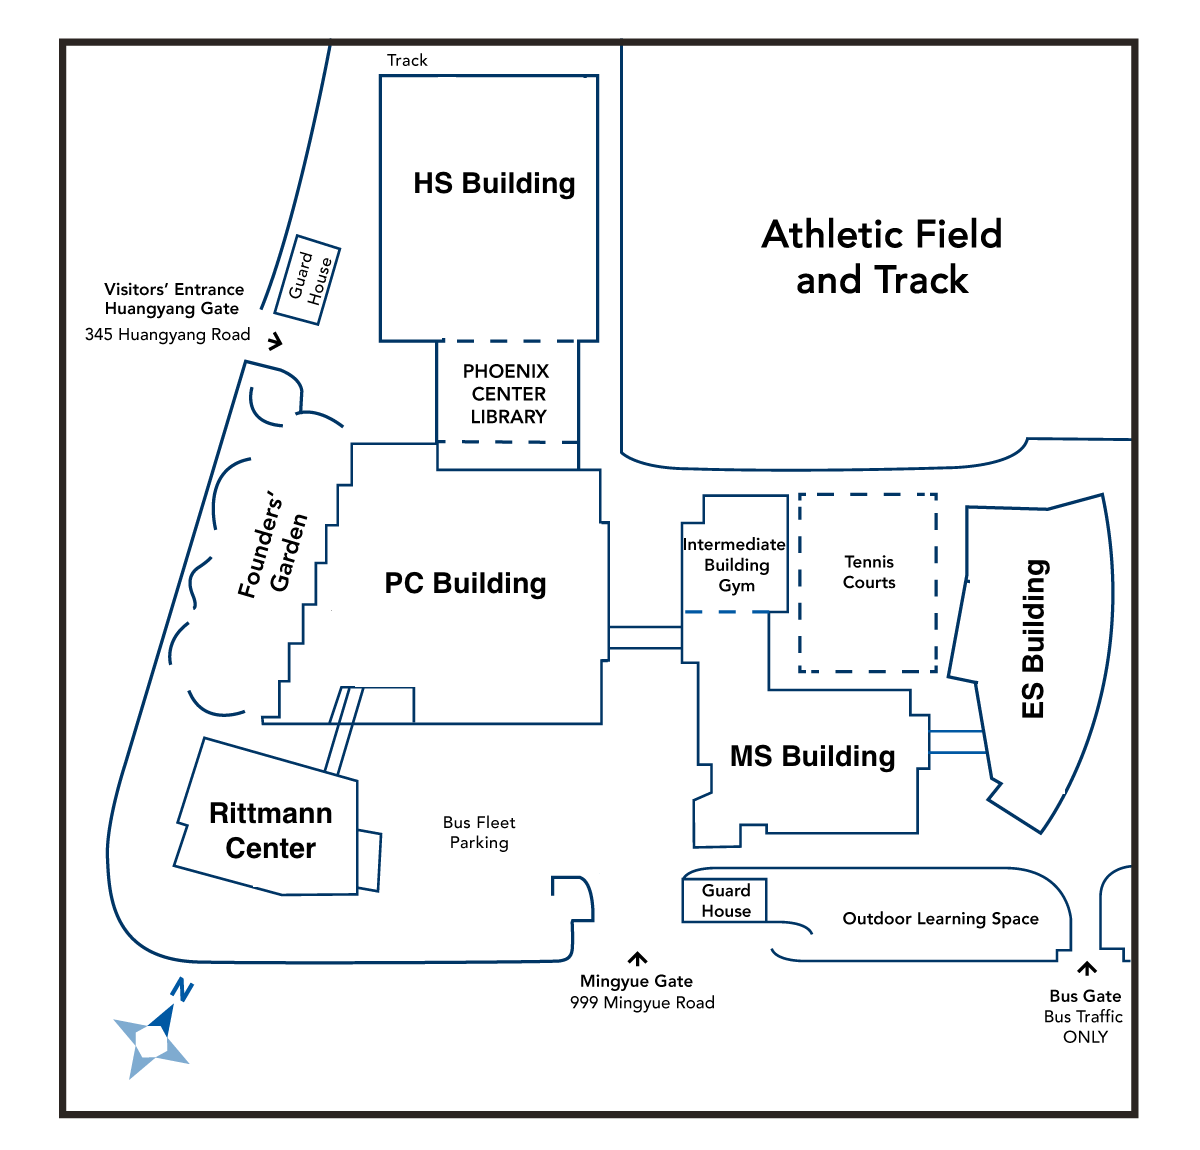 Track
HS Building
Athletic Field
and Track
Guard
House
Visitors’ Entrance
Huangyang Gate
345 Huangyang Road
PHOENIX
CENTER
LIBRARY
Founders’
Garden
PC Building
Intermediate
Building
Gym
Tennis
Courts
ES Building
MS Building
Rittmann
Center
Bus Fleet
Parking
Guard
House
Outdoor Learning Space
Mingyue Gate
999 Mingyue Road
Bus Gate
Bus Traffic
ONLY
N